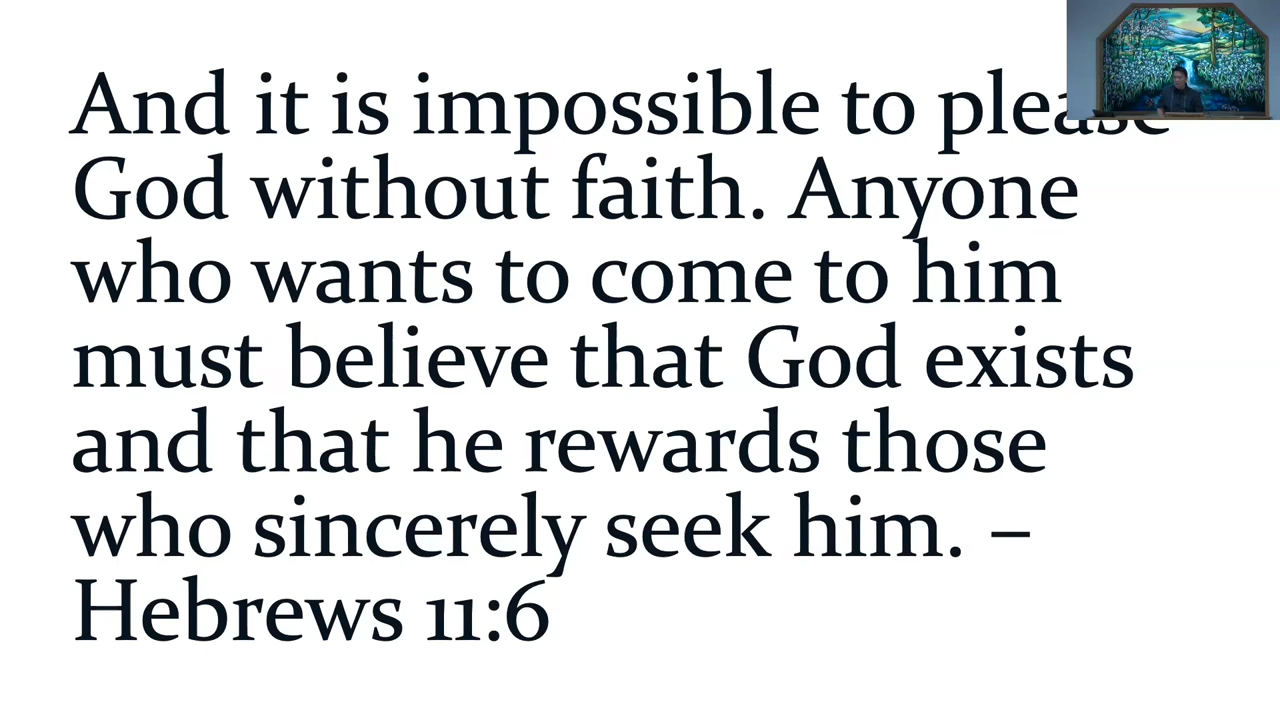 And it is impossible to please
God without faith. Anyone
who wants to come to him
must believe that God exists
and that he rewards those
who sincerely seek him. –
Hebrews 11:6